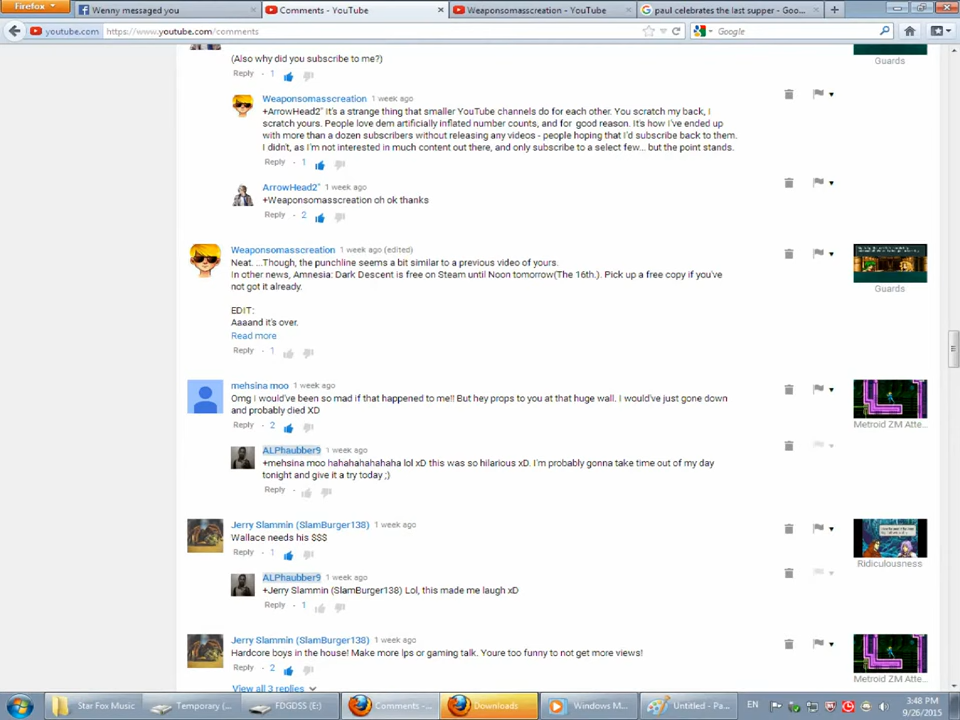 Firefox
Wenny messaged you
Comments - YouTube
Weaponsomasscreation - YouTube
paul celebrates the last supper - Goo...
youtube.com
https://www.youtube.com/comments
Google
(Also why did you subscribe to me?)
Reply · 1
Guards
Weaponsomasscreation 1 week ago
+ArrowHead2" It's a strange thing that smaller YouTube channels do for each other. You scratch my back, I
scratch yours. People love dem artificially inflated number counts, and for good reason. It's how I've ended up
with more than a dozen subscribers without releasing any videos - people hoping that I'd subscribe back to them.
I didn't, as I'm not interested in much content out there, and only subscribe to a select few... but the point stands.
Reply · 1
ArrowHead2" 1 week ago
+Weaponsomasscreation oh ok thanks
Reply · 2
Weaponsomasscreation 1 week ago (edited)
Neat. ...Though, the punchline seems a bit similar to a previous video of yours.
In other news, Amnesia: Dark Descent is free on Steam until Noon tomorrow(The 16th.). Pick up a free copy if you've
not got it already.
EDIT:
Aaaand it's over.
Read more
Reply · 1
Guards
mehsina moo 1 week ago
Omg I would've been so mad if that happened to me!! But hey props to you at that huge wall. I would've just gone down
and probably died XD
Reply · 2
Metroid ZM Atte...
ALPhaubber9 1 week ago
+mehsina moo hahahahahahaha lol xD this was so hilarious xD. I'm probably gonna take time out of my day
tonight and give it a try today ;)
Reply ·
Jerry Slammin (SlamBurger138) 1 week ago
Wallace needs his $$$
Reply · 1
Ridiculousness
ALPhaubber9 1 week ago
+Jerry Slammin (SlamBurger138) Lol, this made me laugh xD
Reply · 1
Jerry Slammin (SlamBurger138) 1 week ago
Hardcore boys in the house! Make more lps or gaming talk. Youre too funny to not get more views!
Reply · 2
Metroid ZM Atte...
View all 3 replies
Star Fox Music
Temporary (...
FDGDSS (E:)
Comments -...
Downloads
Windows M...
Untitled - Pa...
EN
3:48 PM
9/26/2015